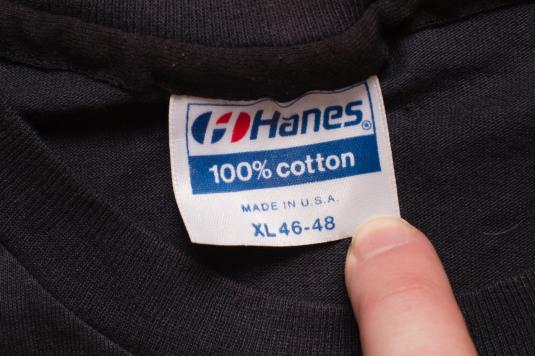 Hanes®
100% cotton
MADE IN U.S.A.
XL 46-48